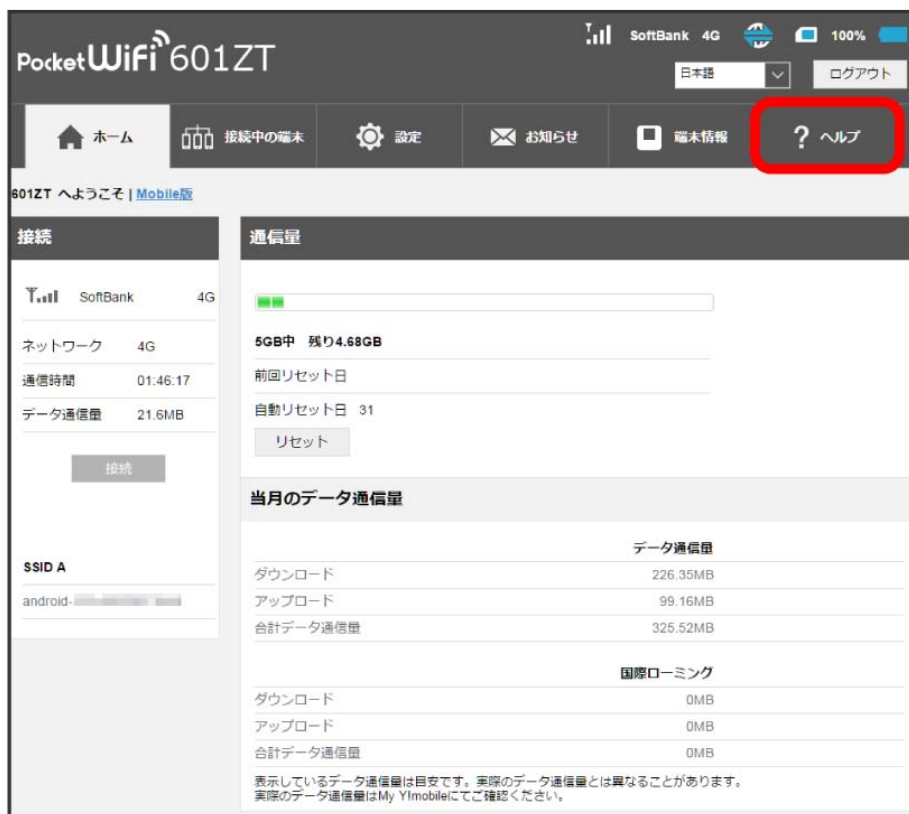 SoftBank 4G 100%
Pocket WiFi 601ZT
日本語 ログアウト
ホーム 接続中の端末 設定 お知らせ 端末情報 ? ヘルプ
601ZT へようこそ | Mobile版
接続
SoftBank 4G
ネットワーク 4G
通信時間 01:46:17
データ通信量 21.6MB
接続
SSID A
android-
通信量
5GB中 残り4.68GB
前回リセット日
自動リセット日 31
リセット
当月のデータ通信量
データ通信量
ダウンロード 226.35MB
アップロード 99.16MB
合計データ通信量 325.52MB
国際ローミング
ダウンロード 0MB
アップロード 0MB
合計データ通信量 0MB
表示しているデータ通信量は目安です。実際のデータ通信量とは異なることがあります。
実際のデータ通信量はMy Y!mobileにてご確認ください。